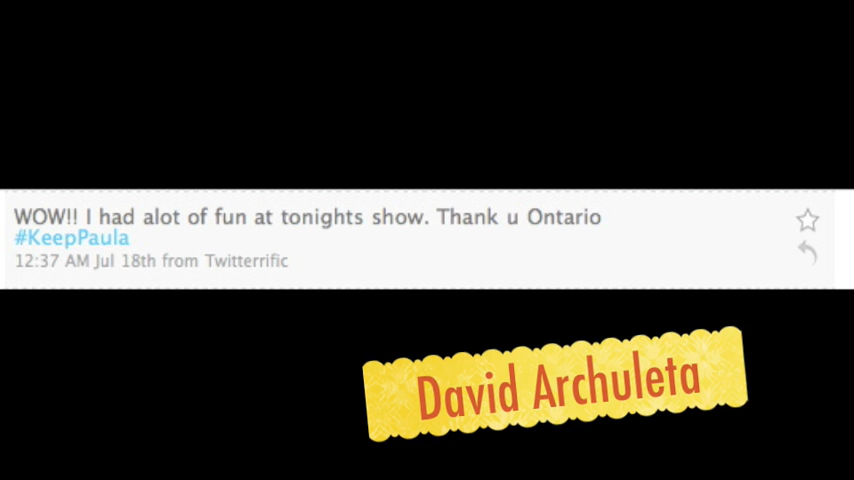 WOW!! I had alot of fun at tonights show. Thank u Ontario
#KeepPaula
12:37 AM Jul 18th from Twitterrific
David Archuleta